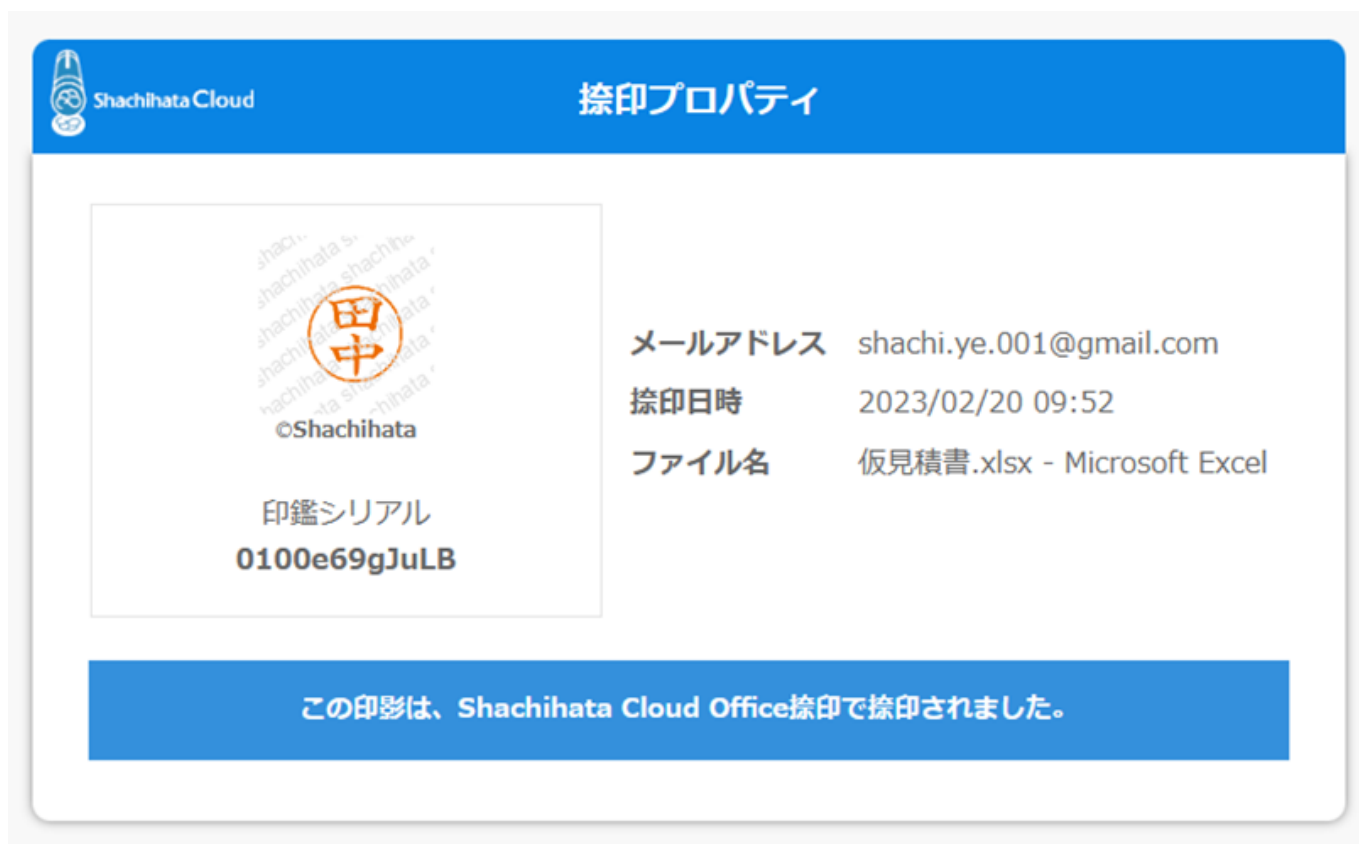 Shachihata Cloud
捺印プロパティ
田中
©Shachihata
印鑑シリアル
0100e69gJuLB
メールアドレス shachi.ye.001@gmail.com
捺印日時 2023/02/20 09:52
ファイル名 仮見積書.xlsx - Microsoft Excel
この印影は、Shachihata Cloud Office捺印で捺印されました。